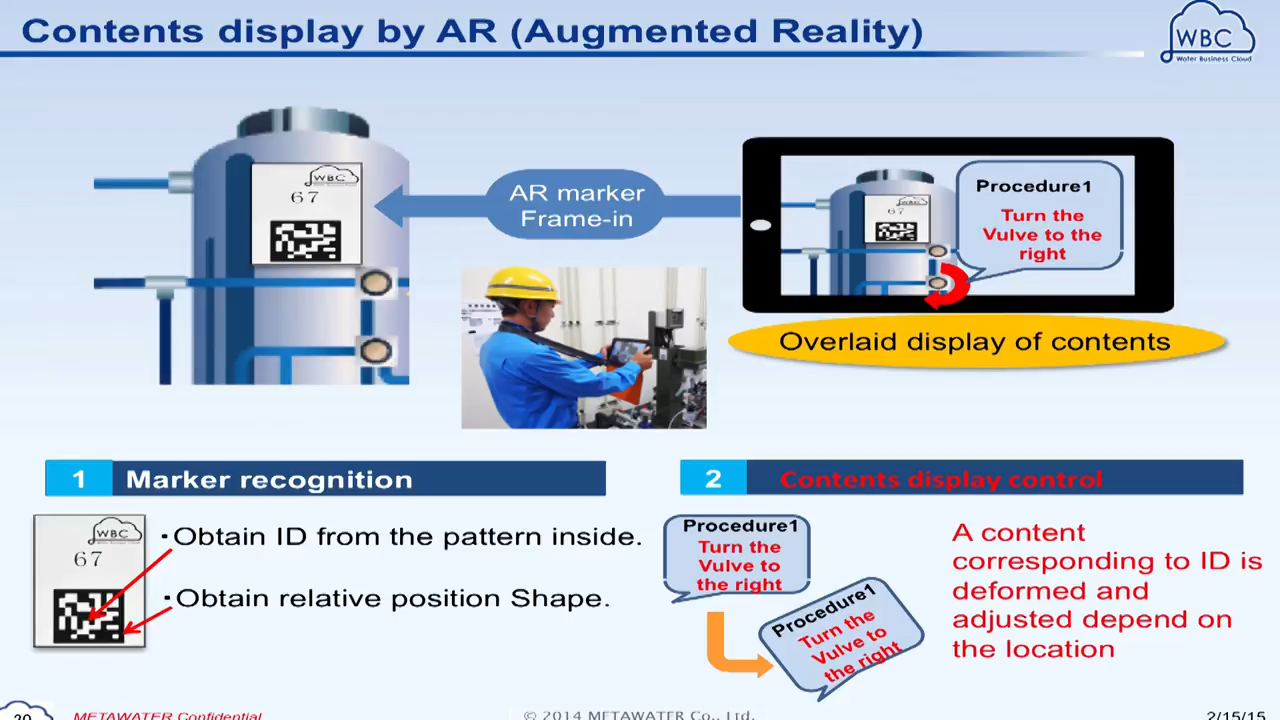 Contents display by AR (Augmented Reality)
WBC
Water Business Cloud
WBC
67
AR marker
Frame-in
WBC
67
Procedure1
Turn the
Vulve to the
right
Overlaid display of contents
1 Marker recognition
2 Contents display control
WBC
67
・Obtain ID from the pattern inside.
・Obtain relative position Shape.
Procedure1
Turn the
Vulve to
the right
Procedure1
Turn the
Vulve to
the right
A content
corresponding to ID is
deformed and
adjusted depend on
the location
20
METAWATER Confidential
© 2014 METAWATER Co., Ltd.
2/15/15